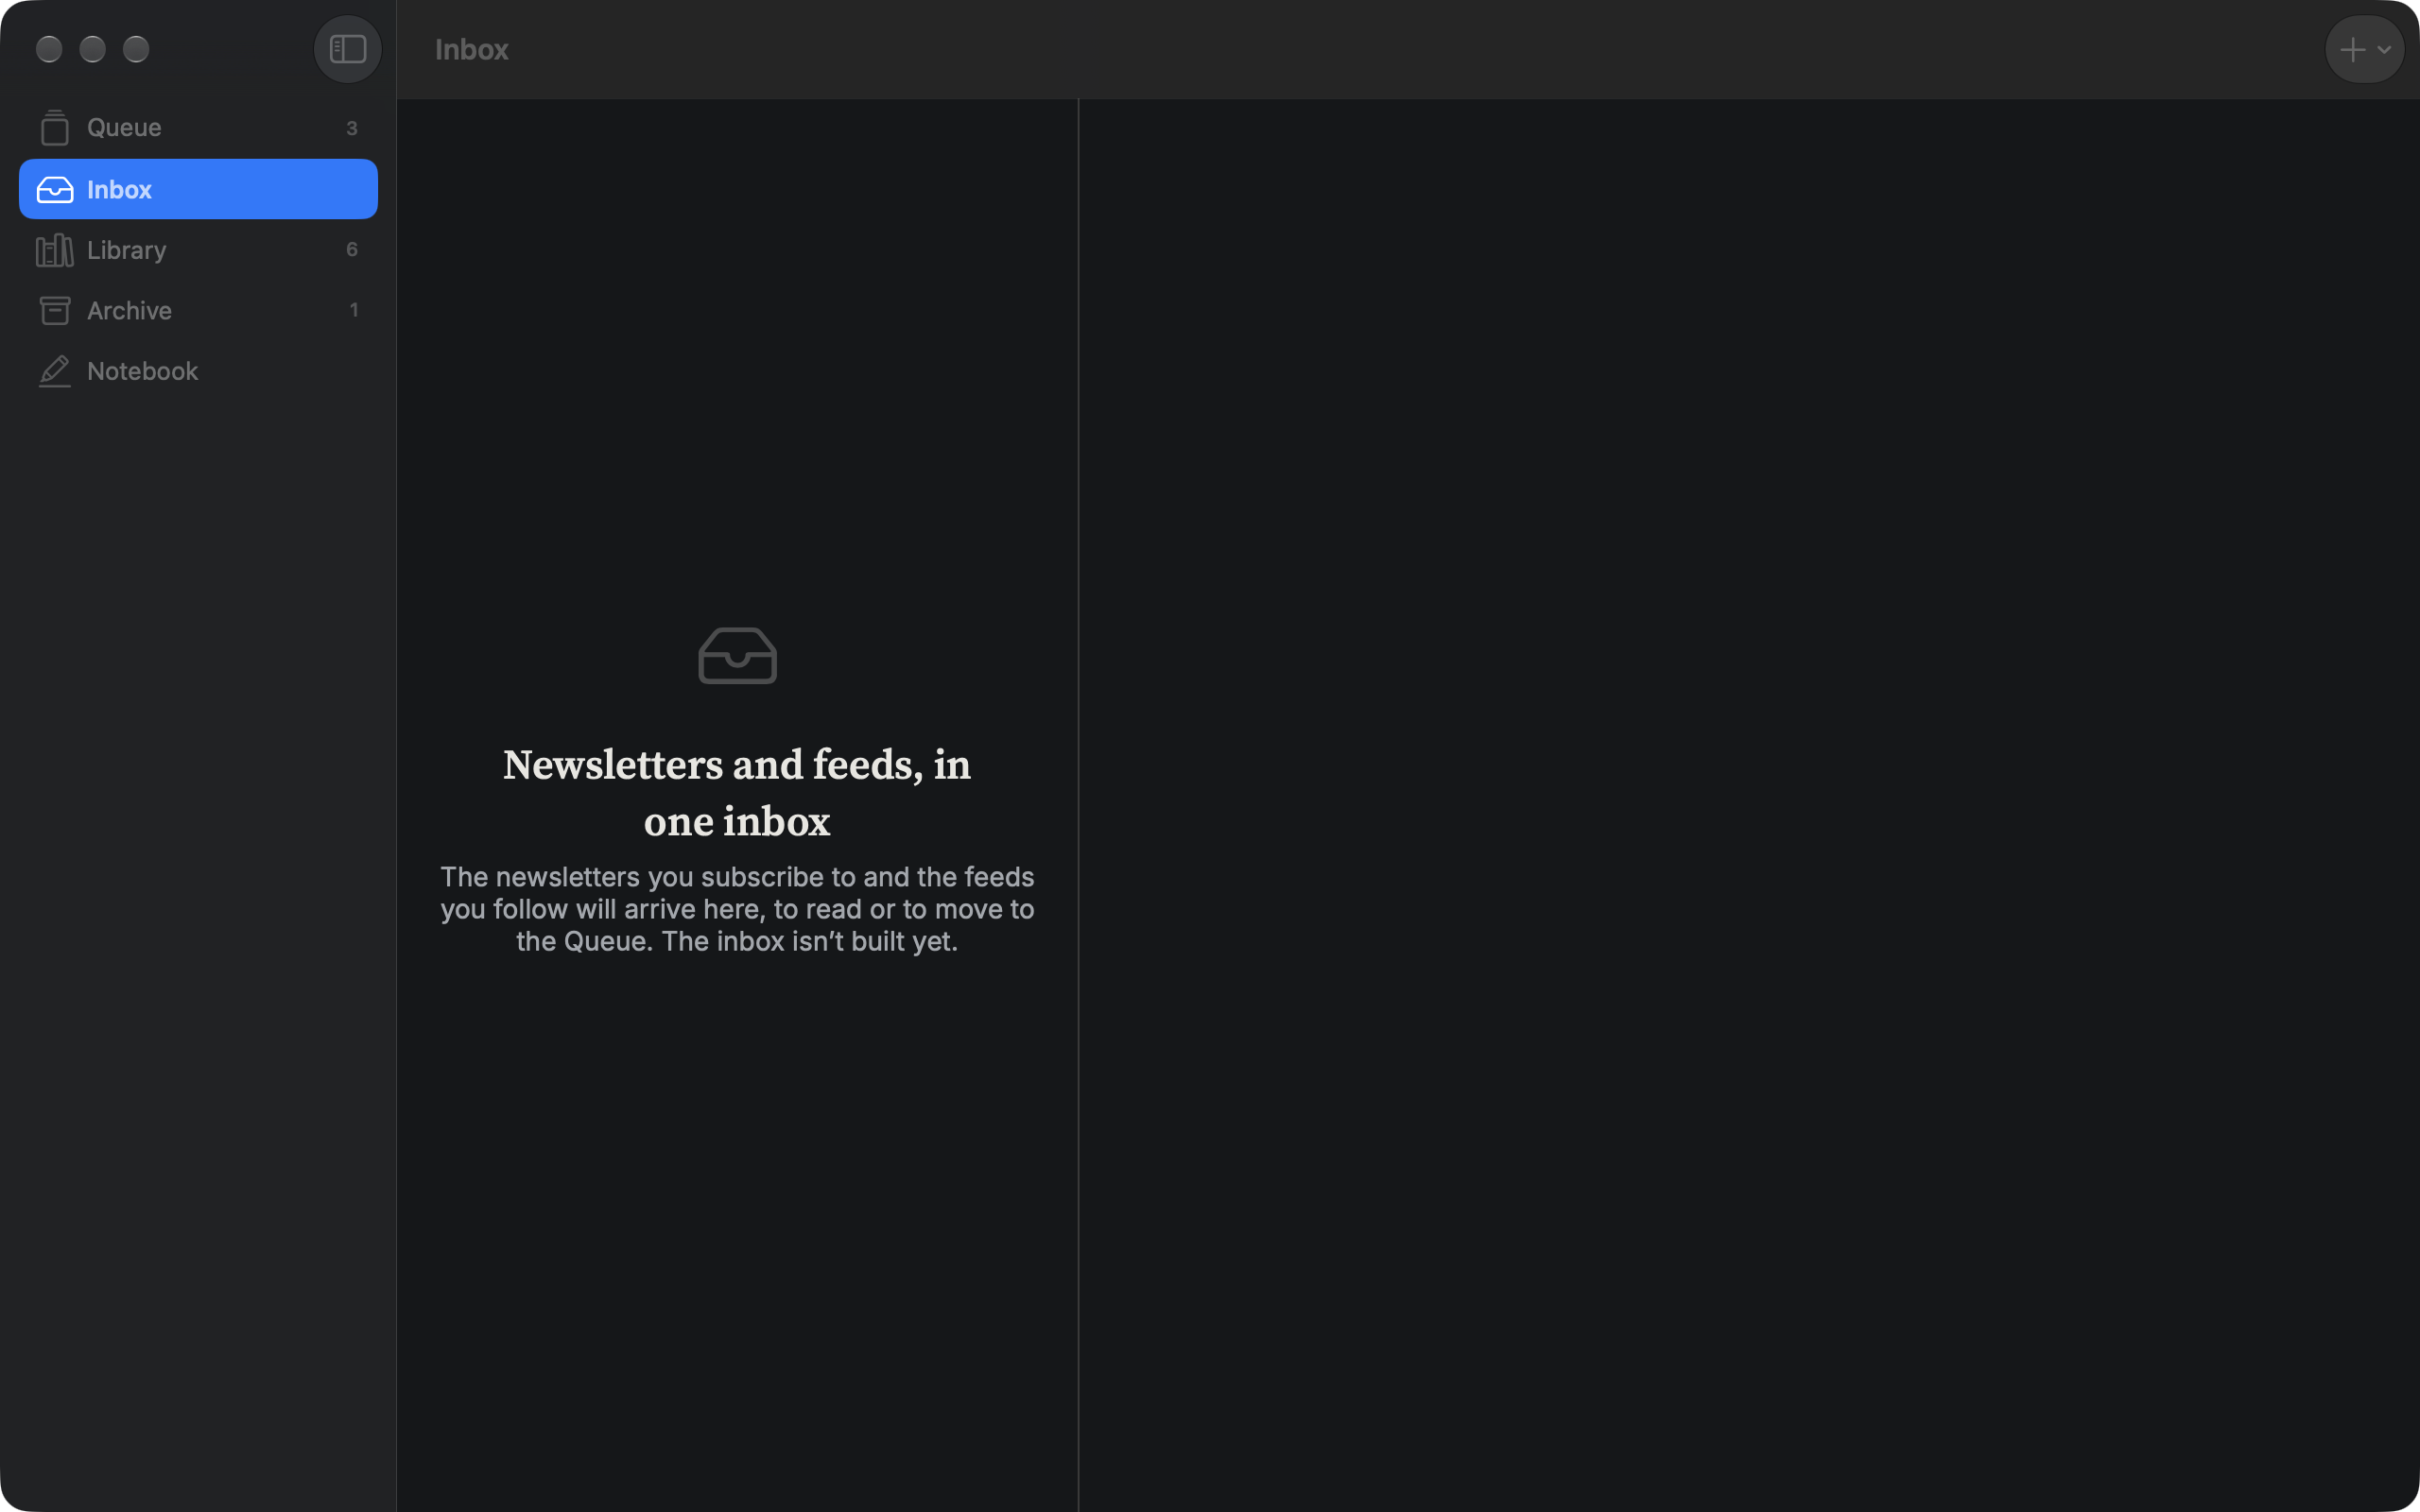 Inbox
Queue 3
Inbox
Library 6
Archive 1
Notebook
Newsletters and feeds, in
one inbox
The newsletters you subscribe to and the feeds
you follow will arrive here, to read or to move to
the Queue. The inbox isn’t built yet.